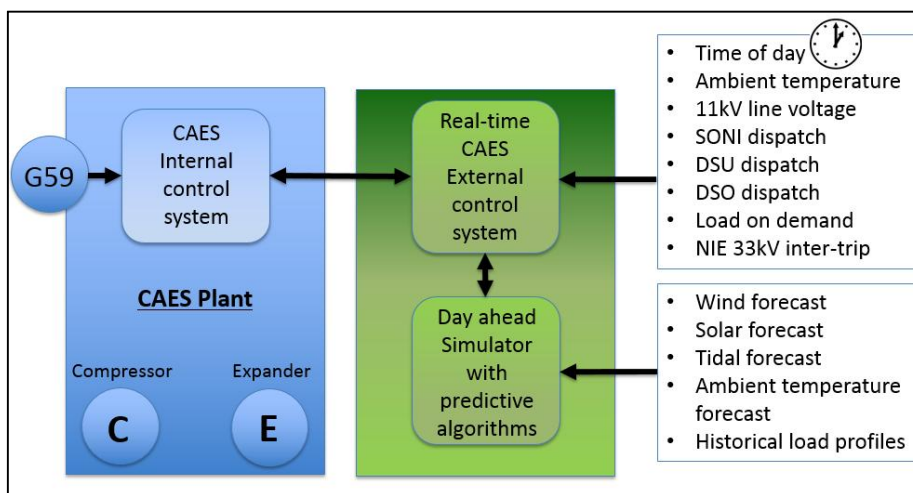 G59
CAES
Internal
control
system
CAES Plant
Compressor
Expander
C
E
Real-time
CAES
External
control
system
Day ahead
Simulator
with
predictive
algorithms
• Time of day
• Ambient temperature
• 11kV line voltage
• SONI dispatch
• DSU dispatch
• DSO dispatch
• Load on demand
• NIE 33kV inter-trip
• Wind forecast
• Solar forecast
• Tidal forecast
• Ambient temperature
forecast
• Historical load profiles